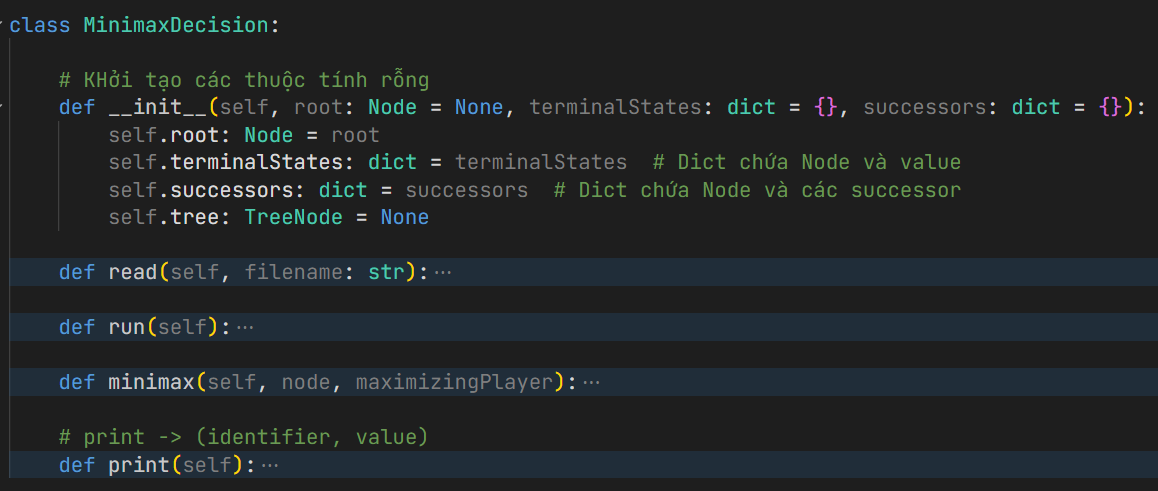 class MinimaxDecision:
# KHởi tạo các thuộc tính rỗng
def __init__(self, root: Node = None, terminalStates: dict = {}, successors: dict = {}):
self.root: Node = root
self.terminalStates: dict = terminalStates  # Dict chứa Node và value
self.successors: dict = successors  # Dict chứa Node và các successor
self.tree: TreeNode = None
def read(self, filename: str):···
def run(self):···
def minimax(self, node, maximizingPlayer):···
# print -> (identifier, value)
def print(self):···